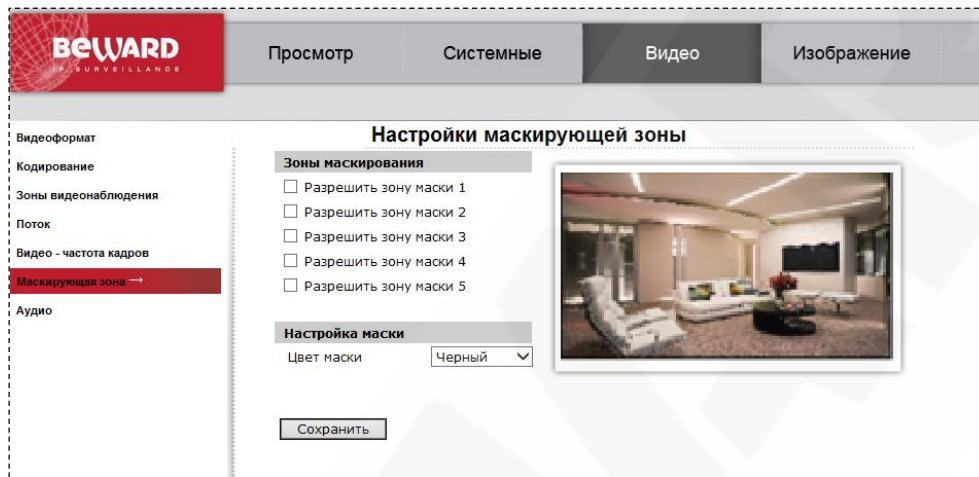 BEWARD
IP SURVEILLANCE
Просмотр
Системные
Видео
Изображение
Видеоформат
Кодирование
Зоны видеонаблюдения
Поток
Видео - частота кадров
Маскирующая зона →
Аудио
Настройки маскирующей зоны
Зоны маскирования
Разрешить зону маски 1
Разрешить зону маски 2
Разрешить зону маски 3
Разрешить зону маски 4
Разрешить зону маски 5
Настройка маски
Цвет маски Черный
Сохранить